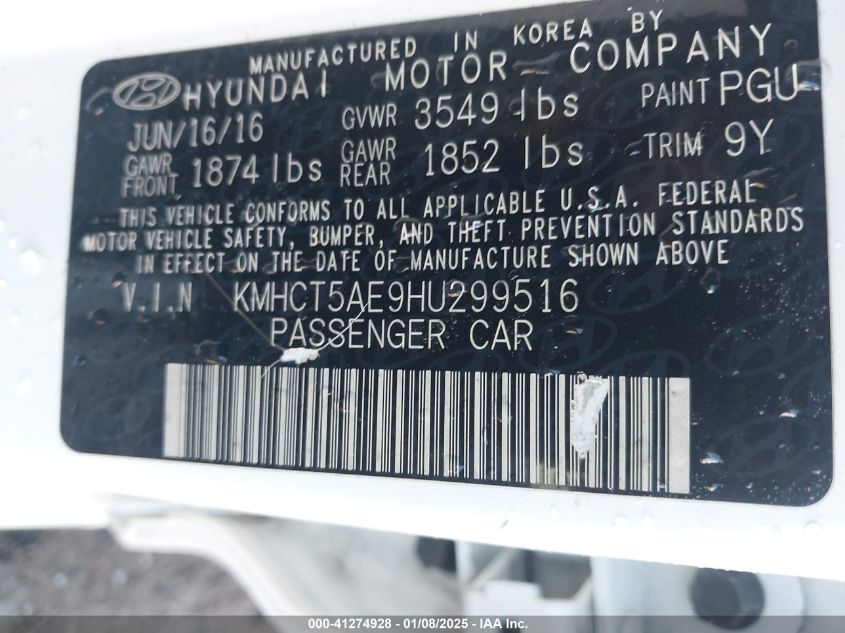 MANUFACTURED IN KOREA BY
HYUNDAI MOTOR COMPANY
JUN/16/16 GVWR 3549 lbs PAINT PGU
GAWR FRONT 1874 lbs GAWR REAR 1852 lbs TRIM 9Y
THIS VEHICLE CONFORMS TO ALL APPLICABLE U.S.A. FEDERAL
MOTOR VEHICLE SAFETY, BUMPER, AND THEFT PREVENTION STANDARDS
IN EFFECT ON THE DATE OF MANUFACTURE SHOWN ABOVE
V.I.N KMHCT5AE9HU299516
PASSENGER CAR
000-41274928 - 01/08/2025 - IAA Inc.